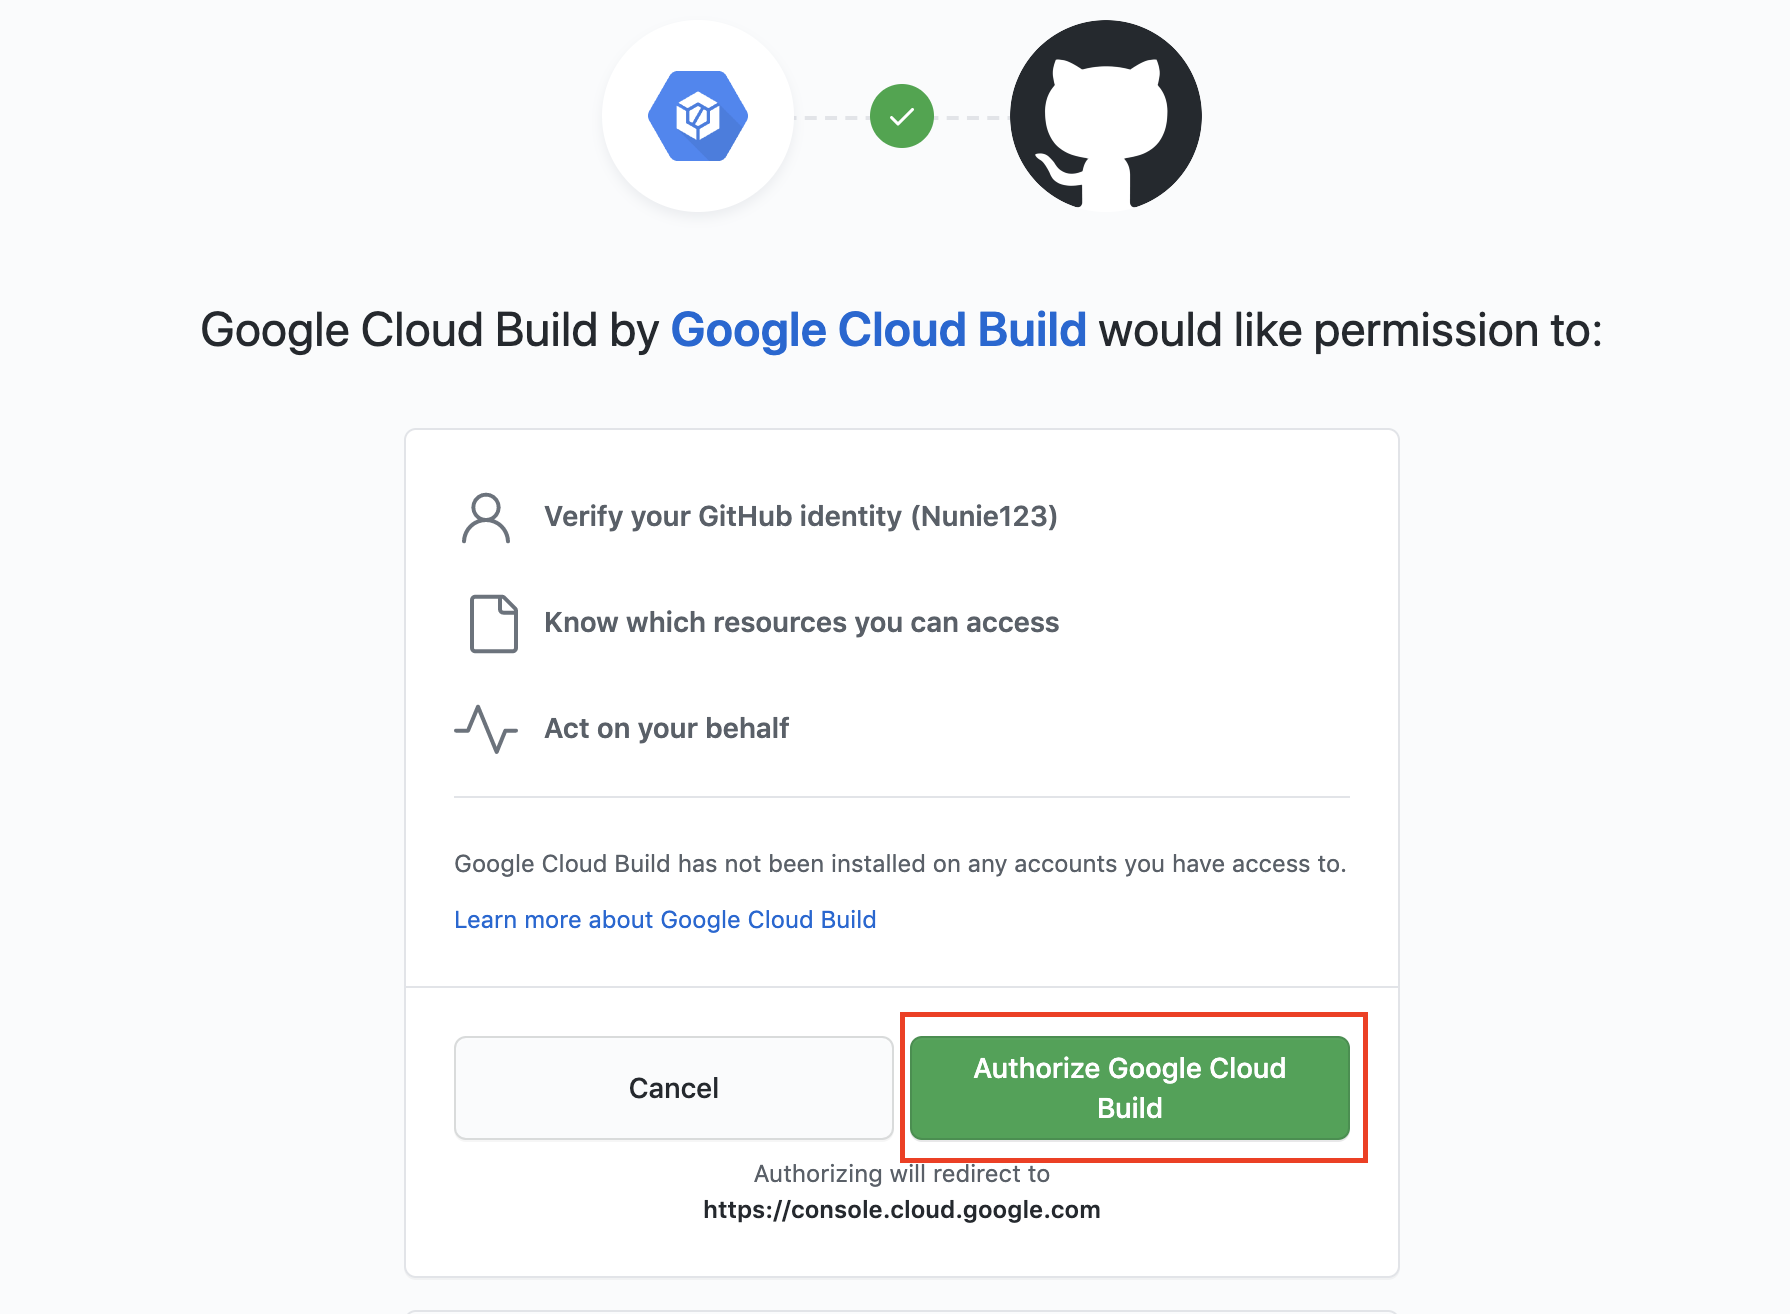 Google Cloud Build by Google Cloud Build would like permission to:
Verify your GitHub identity (Nunie123)
Know which resources you can access
Act on your behalf
Google Cloud Build has not been installed on any accounts you have access to.
Learn more about Google Cloud Build
Cancel
Authorize Google Cloud
Build
Authorizing will redirect to
https://console.cloud.google.com